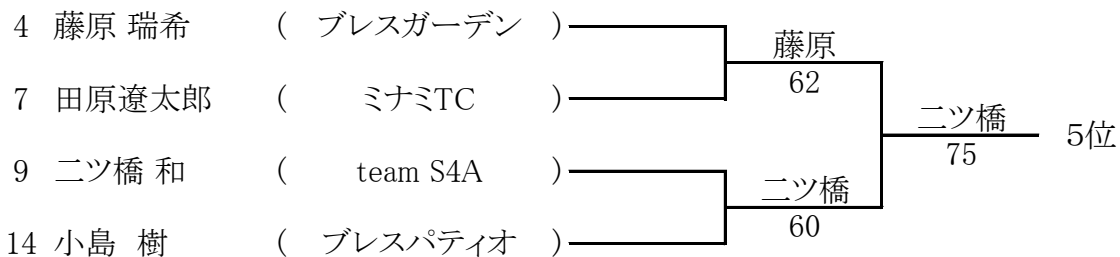 4 藤原 瑞希 ( ブレスガーデン )
藤原
62
7 田原遼太郎 ( ミナミTC )
二ツ橋 5位
75
9 二ツ橋 和 ( team S4A )
二ツ橋
60
14 小島 樹 ( ブレスパティオ )